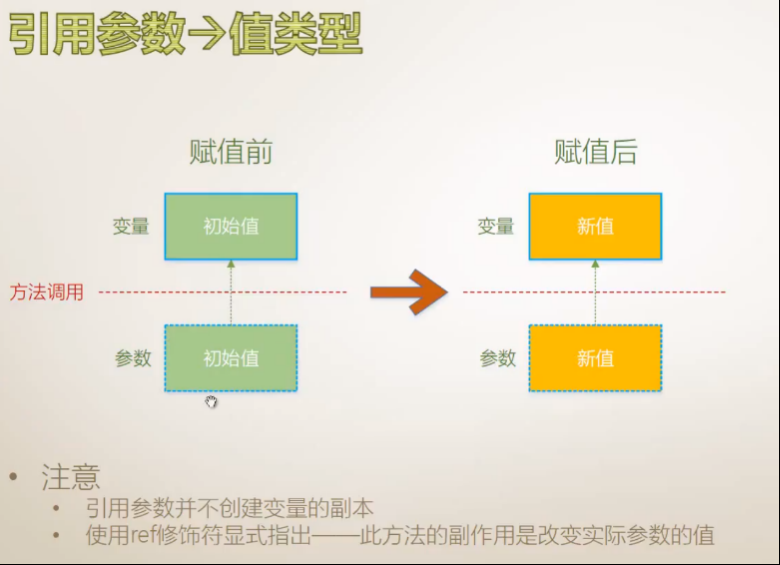 引用参数→值类型
赋值前
赋值后
变量
初始值
变量
新值
方法调用
参数
初始值
参数
新值
• 注意
• 引用参数并不创建变量的副本
• 使用ref修饰符显式指出——此方法的副作用是改变实际参数的值